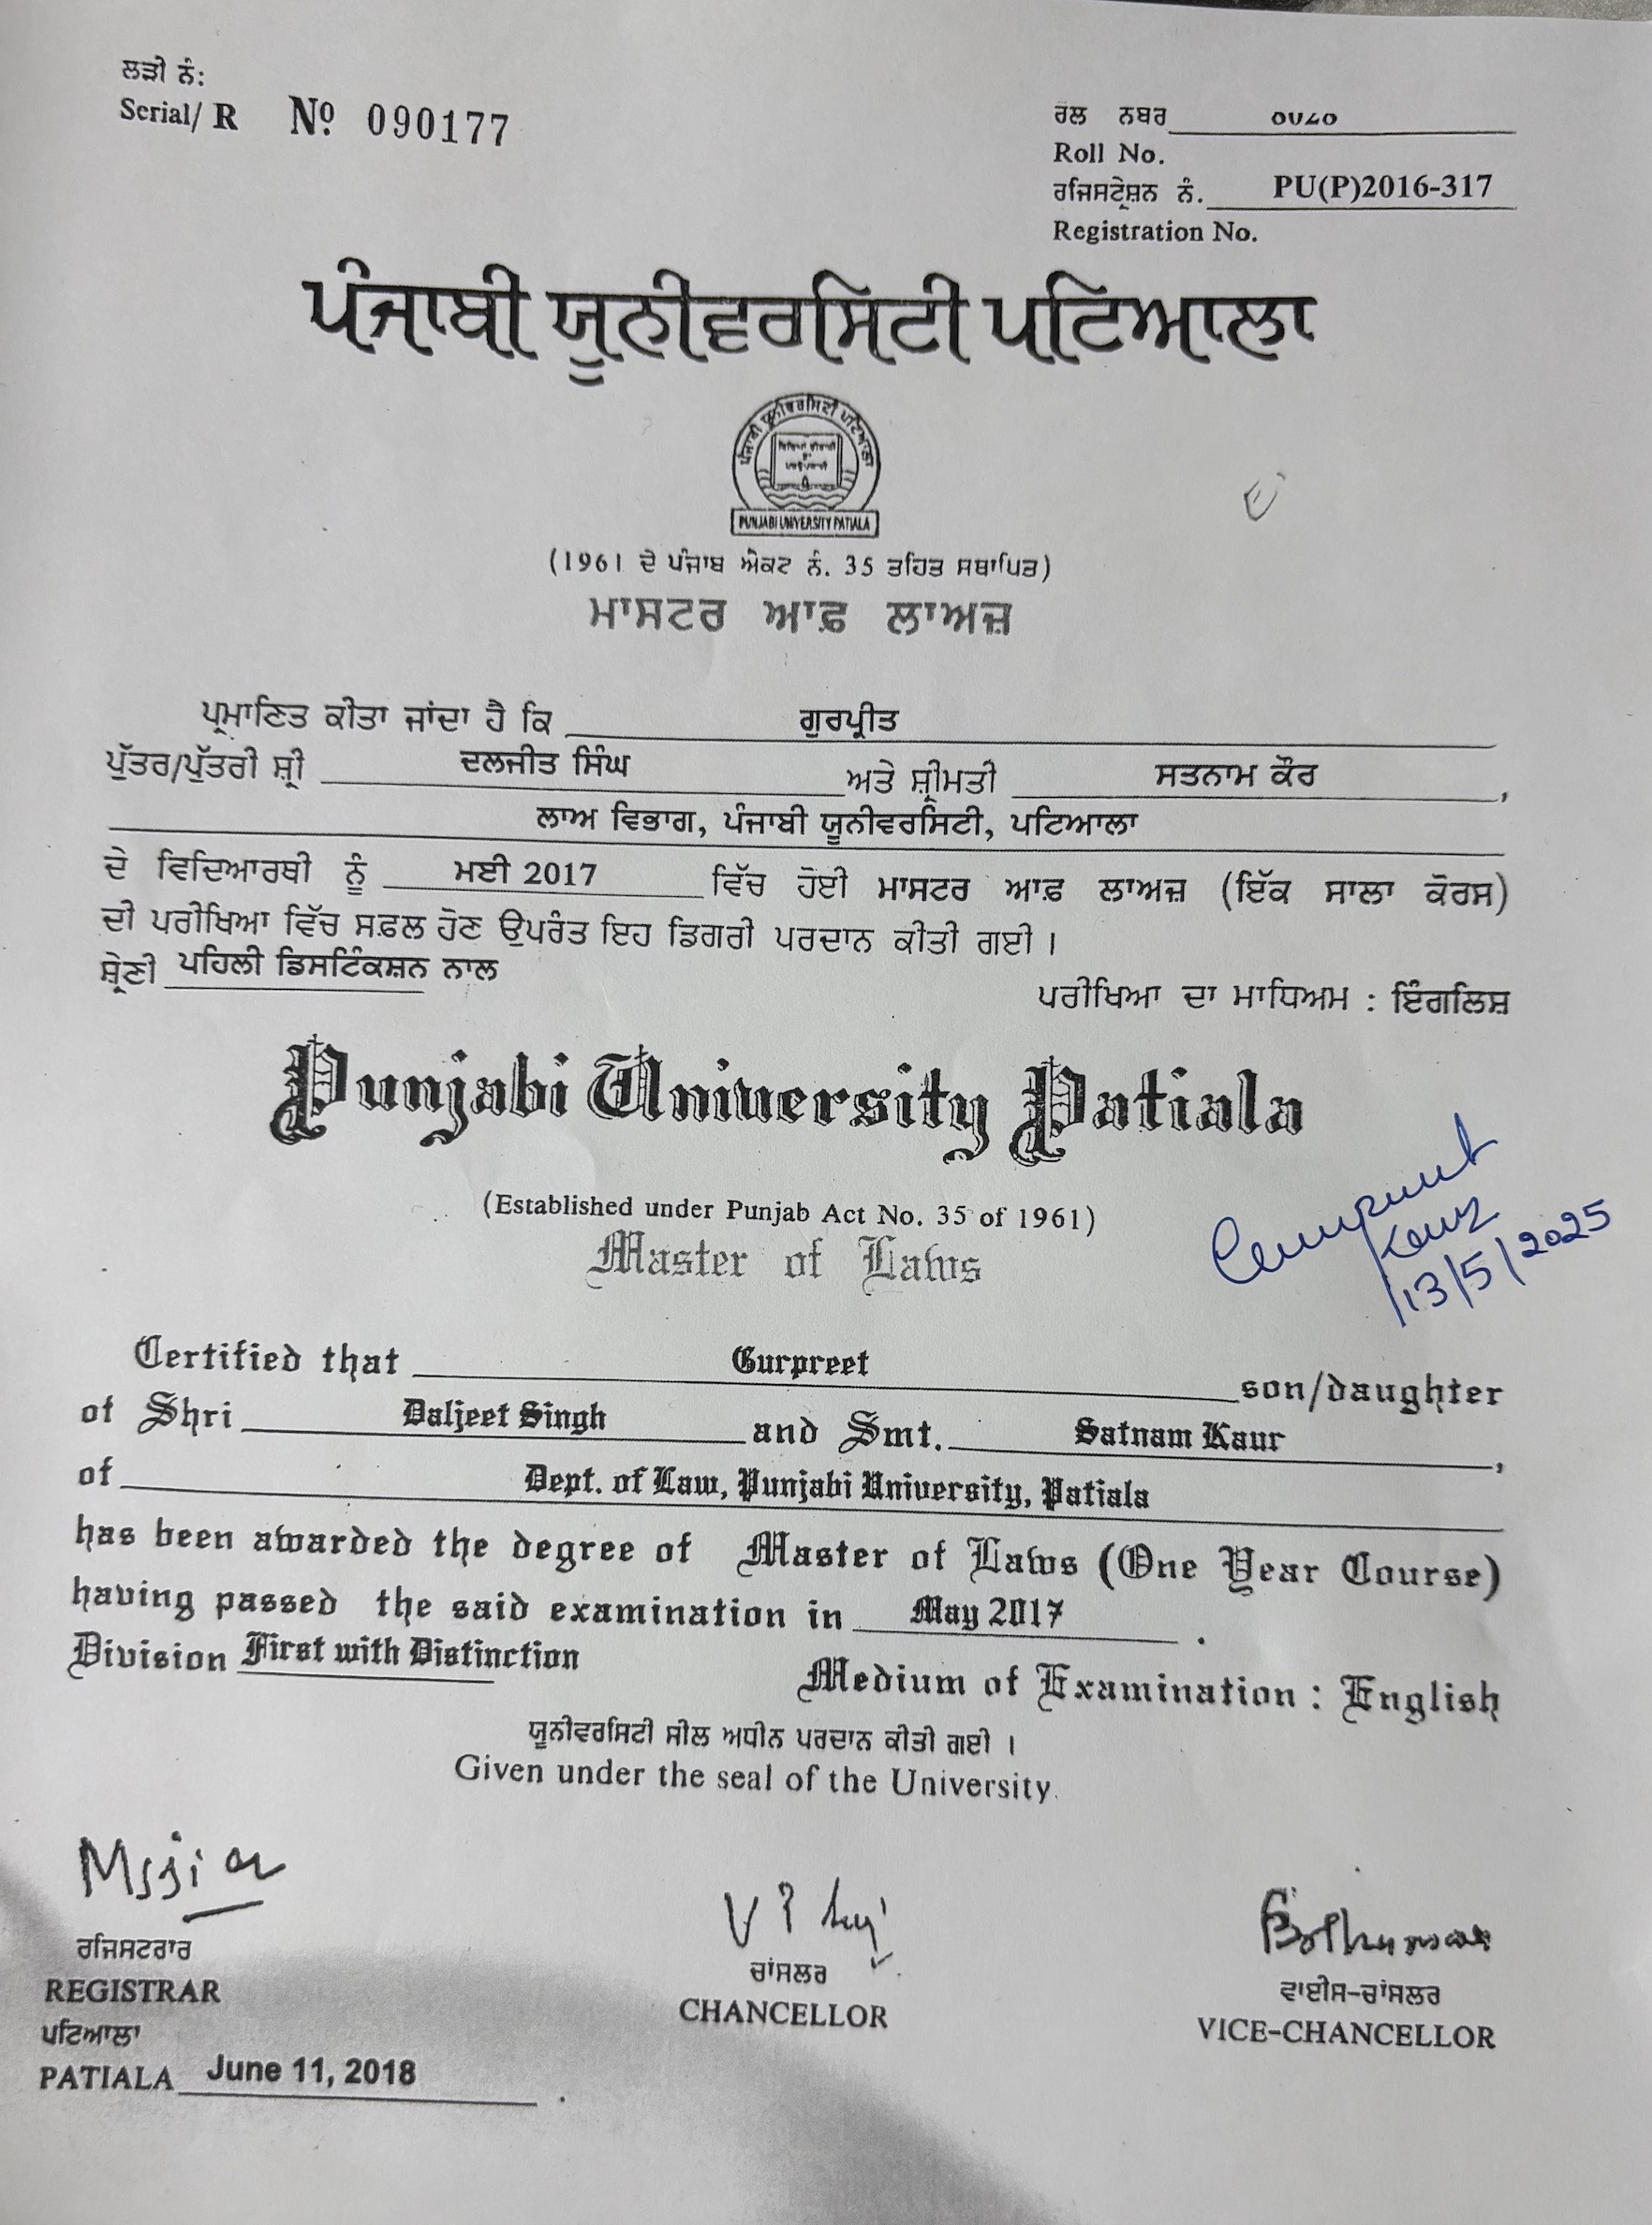 ਲੜੀ ਨੰ:
Serial/ R Nº 090177
ਰਲ ਨਬਰ
Roll No.
ਰਜਿਸਟ੍ਰੇਸ਼ਨ ਨੰ. PU(P)2016-317
Registration No.
ਪੰਜਾਬੀ ਯੂਨੀਵਰਸਿਟੀ ਪਟਿਆਲਾ
ਪੰਜਾਬੀ ਯੂਨੀਵਰਸਿਟੀ ਪਟਿਆਲਾ
PUNJABI UNIVERSITY PATIALA
(1961 ਦੇ ਪੰਜਾਬ ਐਕਟ ਨੰ. 35 ਤਹਿਤ ਸਥਾਪਿਤ)
ਮਾਸਟਰ ਆਫ਼ ਲਾਅਜ਼
ਪ੍ਰਮਾਣਿਤ ਕੀਤਾ ਜਾਂਦਾ ਹੈ ਕਿ ਗੁਰਪ੍ਰੀਤ
ਪੁੱਤਰ/ਪੁੱਤਰੀ ਸ਼੍ਰੀ ਦਲਜੀਤ ਸਿੰਘ ਅਤੇ ਸ਼੍ਰੀਮਤੀ ਸਤਨਾਮ ਕੌਰ ,
ਲਾਅ ਵਿਭਾਗ, ਪੰਜਾਬੀ ਯੂਨੀਵਰਸਿਟੀ, ਪਟਿਆਲਾ
ਦੇ ਵਿਦਿਆਰਥੀ ਨੂੰ ਮਈ 2017 ਵਿੱਚ ਹੋਈ ਮਾਸਟਰ ਆਫ਼ ਲਾਅਜ਼ (ਇੱਕ ਸਾਲਾ ਕੋਰਸ)
ਦੀ ਪਰੀਖਿਆ ਵਿੱਚ ਸਫ਼ਲ ਹੋਣ ਉਪਰੰਤ ਇਹ ਡਿਗਰੀ ਪਰਦਾਨ ਕੀਤੀ ਗਈ ।
ਸ਼੍ਰੇਣੀ ਪਹਿਲੀ ਡਿਸਟਿੰਕਸ਼ਨ ਨਾਲ
ਪਰੀਖਿਆ ਦਾ ਮਾਧਿਅਮ : ਇੰਗਲਿਸ਼
Punjabi University Patiala
(Established under Punjab Act No. 35 of 1961)
Master of Laws
Gurpreet
Kaur
13/5/2025
Certified that Gurpreet son/daughter
of Shri Daljeet Singh and Smt. Satnam Kaur ,
of Dept. of Law, Punjabi University, Patiala
has been awarded the degree of Master of Laws (One Year Course)
having passed the said examination in May 2017 .
Division First with Distinction
Medium of Examination : English
ਯੂਨੀਵਰਸਿਟੀ ਸੀਲ ਅਧੀਨ ਪਰਦਾਨ ਕੀਤੀ ਗਈ ।
Given under the seal of the University.
ਰਜਿਸਟਰਾਰ
REGISTRAR
ਚਾਂਸਲਰ
CHANCELLOR
ਵਾਈਸ-ਚਾਂਸਲਰ
VICE-CHANCELLOR
ਪਟਿਆਲਾ
PATIALA June 11, 2018